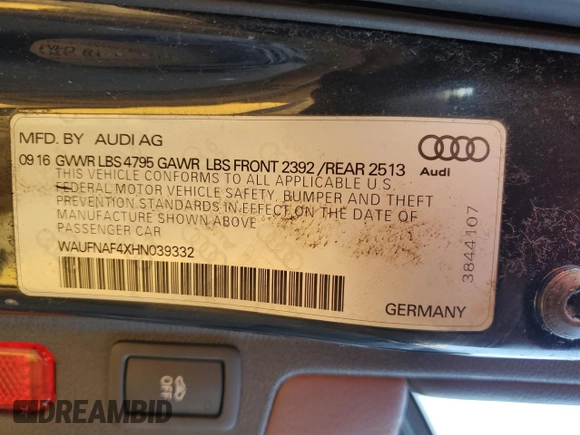 MFD. BY AUDI AG
09 16 GVWR LBS 4795 GAWR LBS FRONT 2392 /REAR 2513
THIS VEHICLE CONFORMS TO ALL APPLICABLE U.S.
FEDERAL MOTOR VEHICLE SAFETY, BUMPER AND THEFT
PREVENTION STANDARDS IN EFFECT ON THE DATE OF
MANUFACTURE SHOWN ABOVE
PASSENGER CAR
WAUFNAF4XHN039332
Audi
3844107
GERMANY
OFF
DREAMBID